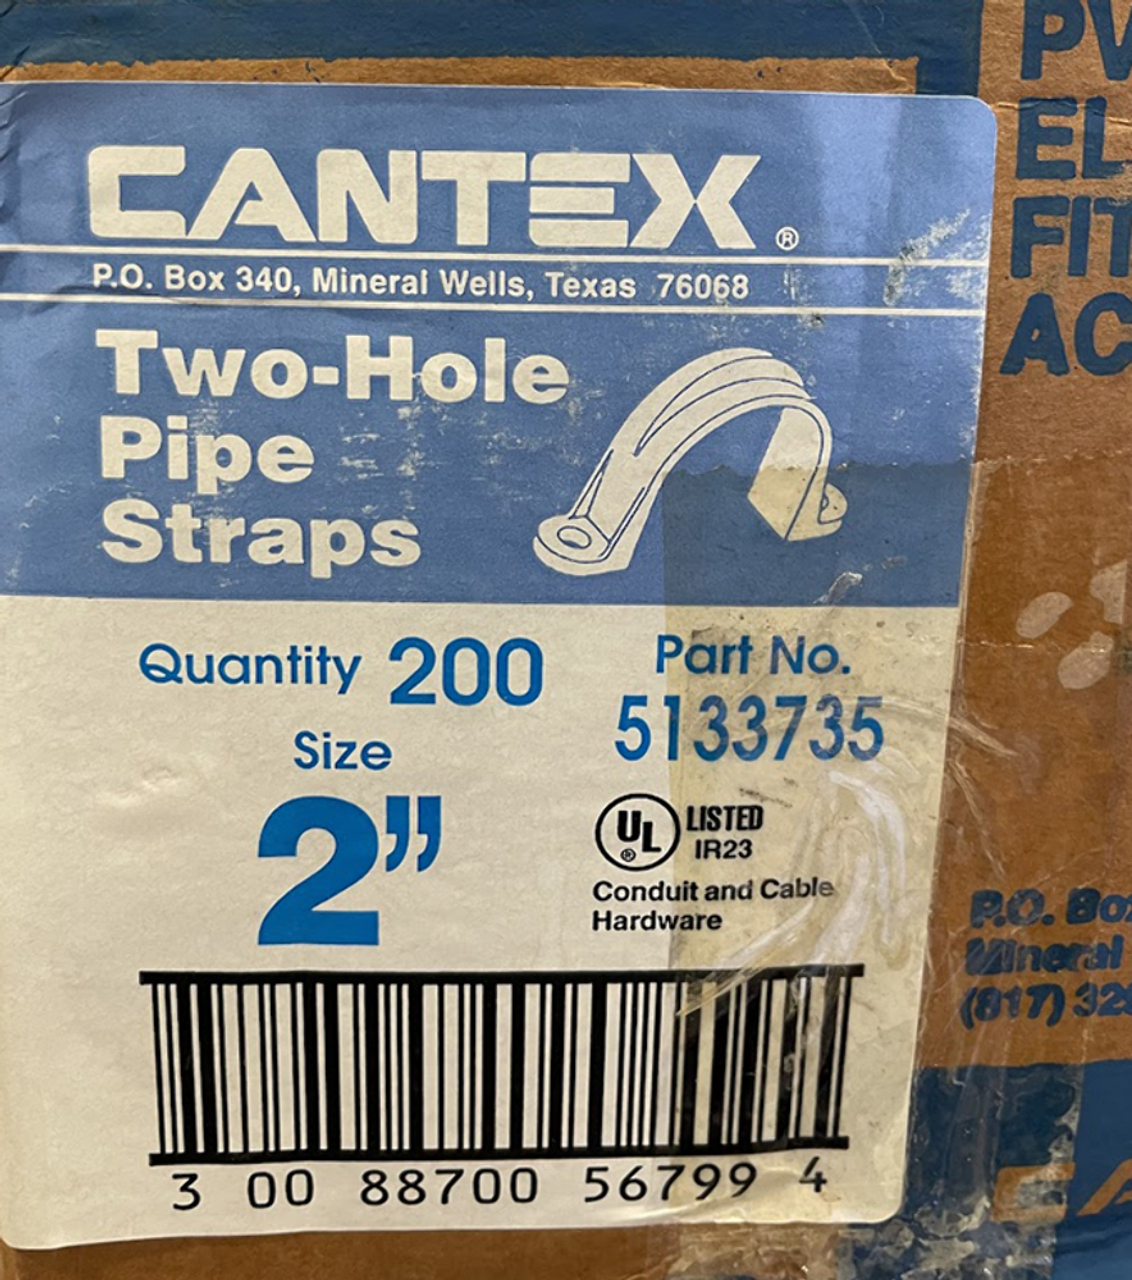 CANTEX®
P.O. Box 340, Mineral Wells, Texas 76068
Two-Hole
Pipe
Straps
Quantity 200
Size
2"
Part No.
5133735
UL® LISTED
IR23
Conduit and Cable
Hardware
3 00 88700 56799 4
PV
EL
FIT
AC
P.O. Box
Mineral
(817) 32